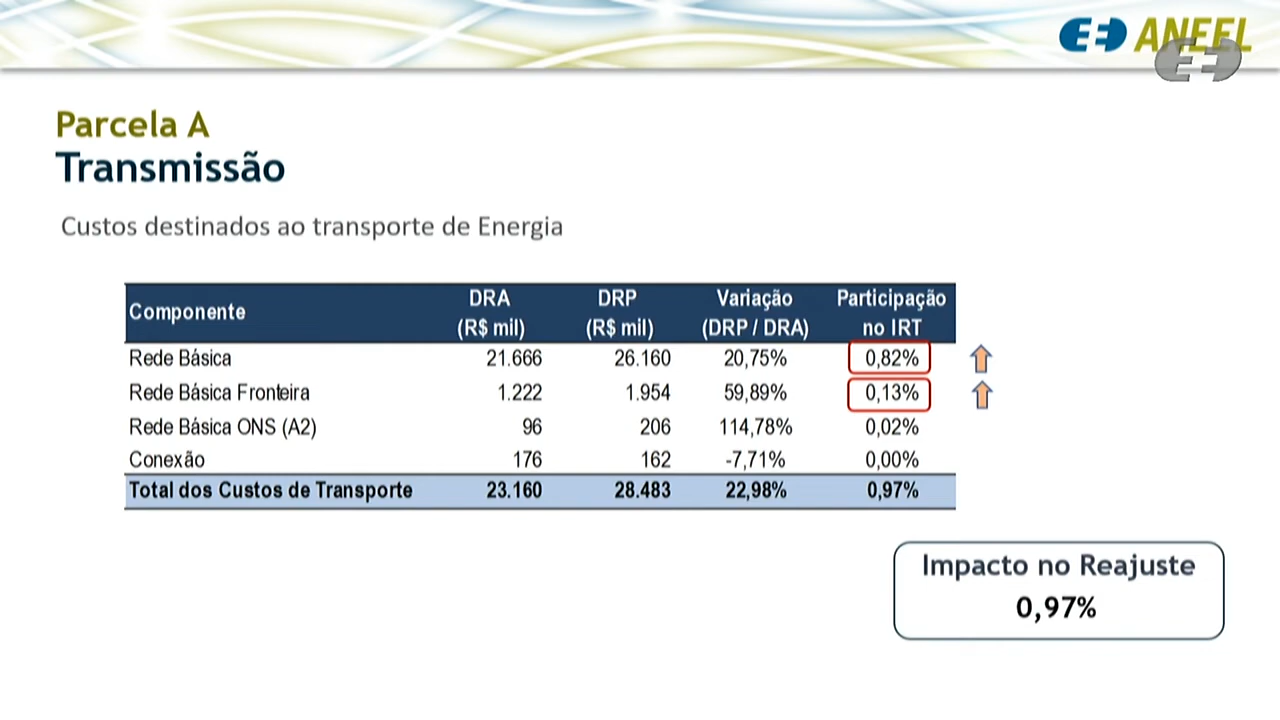 ANEEL
Parcela A
Transmissão
Custos destinados ao transporte de Energia
Componente DRA (R$ mil) DRP (R$ mil) Variação (DRP / DRA) Participação no IRT
Rede Básica 21.666 26.160 20,75% 0,82%
Rede Básica Fronteira 1.222 1.954 59,89% 0,13%
Rede Básica ONS (A2) 96 206 114,78% 0,02%
Conexão 176 162 -7,71% 0,00%
Total dos Custos de Transporte 23.160 28.483 22,98% 0,97%
Impacto no Reajuste
0,97%